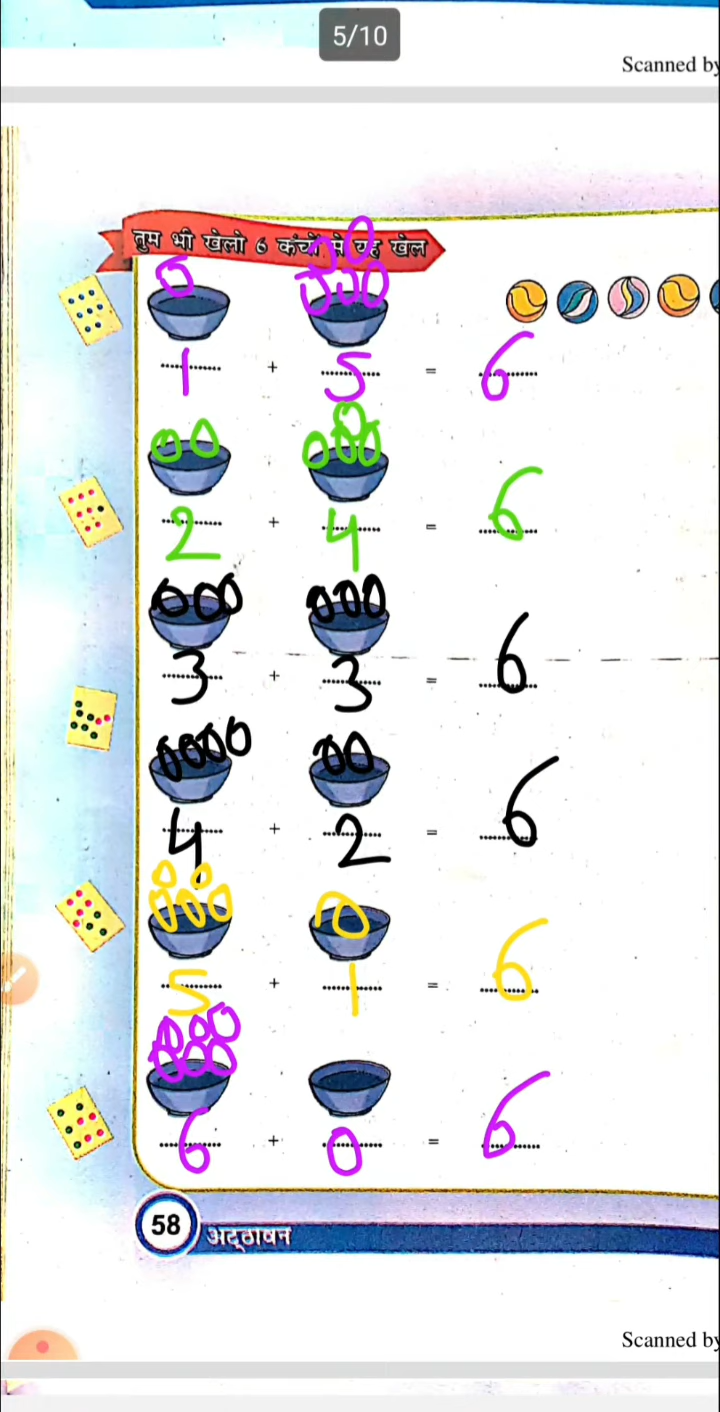 5/10
Scanned by
तुम भी खेलो 6 कंचों से यह खेल
1 + 5 = 6
2 + 4 = 6
3 + 3 = 6
4 + 2 = 6
5 + 1 = 6
6 + 0 = 6
58 अट्ठावन
Scanned by